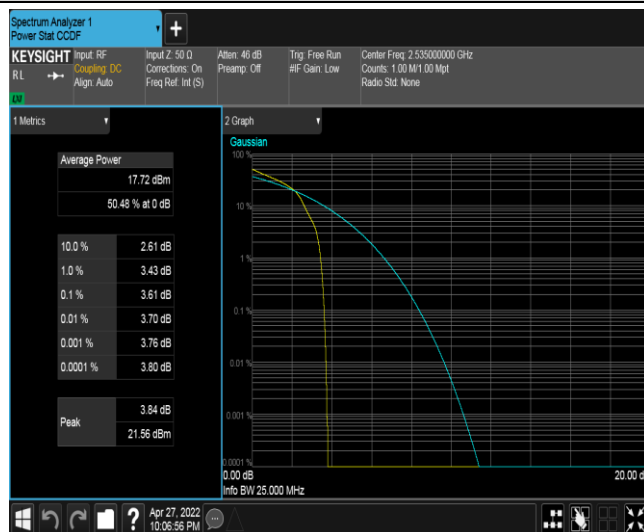 Spectrum Analyzer 1
Power Stat CCDF
KEYSIGHT
RL
Input: RF
Coupling: DC
Align: Auto
Input Z: 50 Ω
Corrections: On
Freq Ref: Int (S)
Atten: 46 dB
Preamp: Off
Trig: Free Run
#IF Gain: Low
Center Freq: 2.535000000 GHz
Counts: 1.00 M/1.00 Mpt
Radio Std: None
1 Metrics
Average Power
17.72 dBm
50.48 % at 0 dB
10.0 % 2.61 dB
1.0 % 3.43 dB
0.1 % 3.61 dB
0.01 % 3.70 dB
0.001 % 3.76 dB
0.0001 % 3.80 dB
Peak
3.84 dB
21.56 dBm
2 Graph
Gaussian
100 %
10 %
1 %
0.1 %
0.01 %
0.001 %
0.0001 %
0.00 dB
Info BW 25.000 MHz
Apr 27, 2022
10:06:56 PM